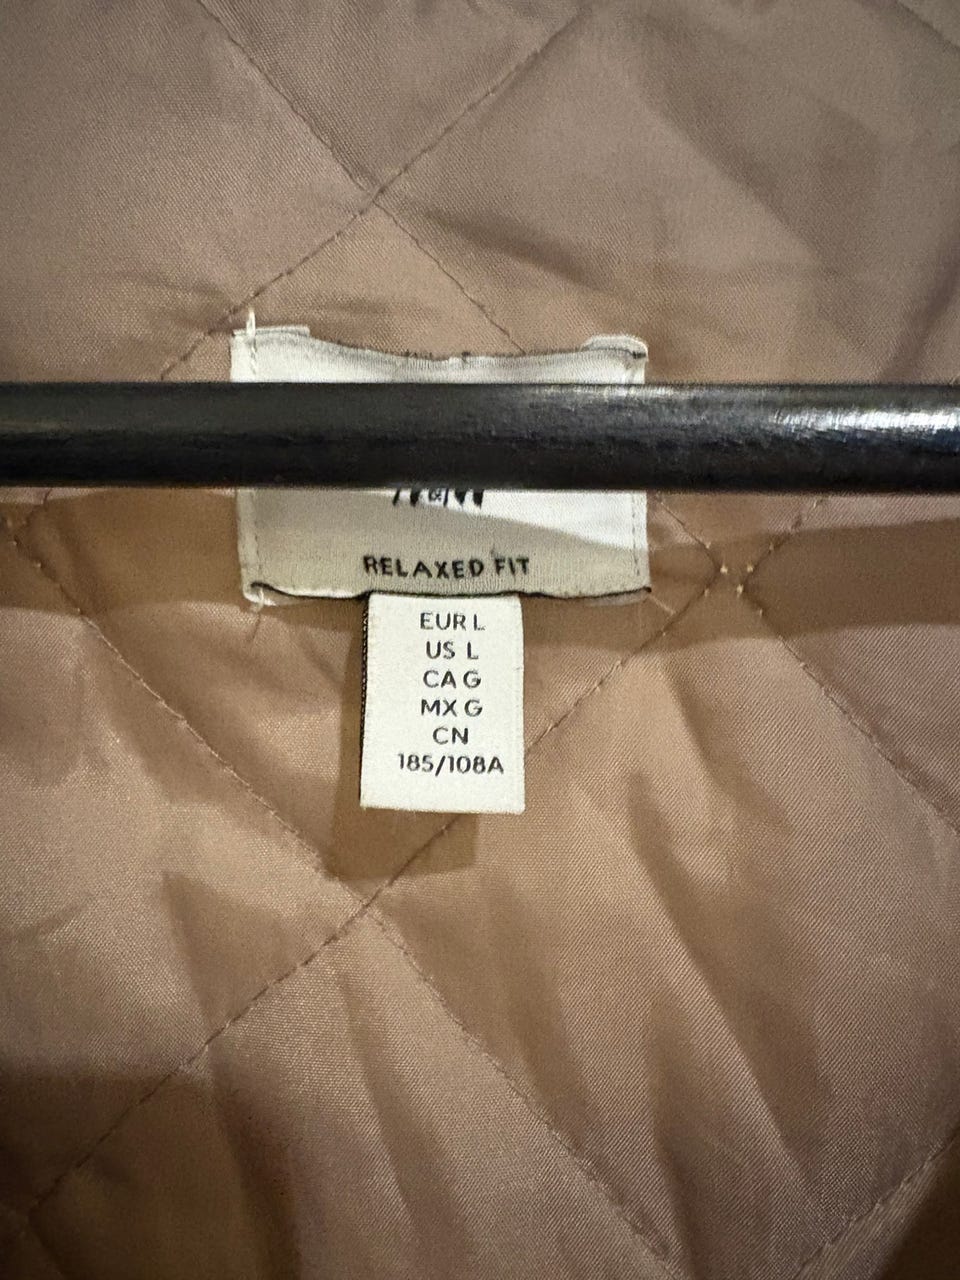 RELAXED FIT
EUR L
US L
CA G
MX G
CN
185/108A